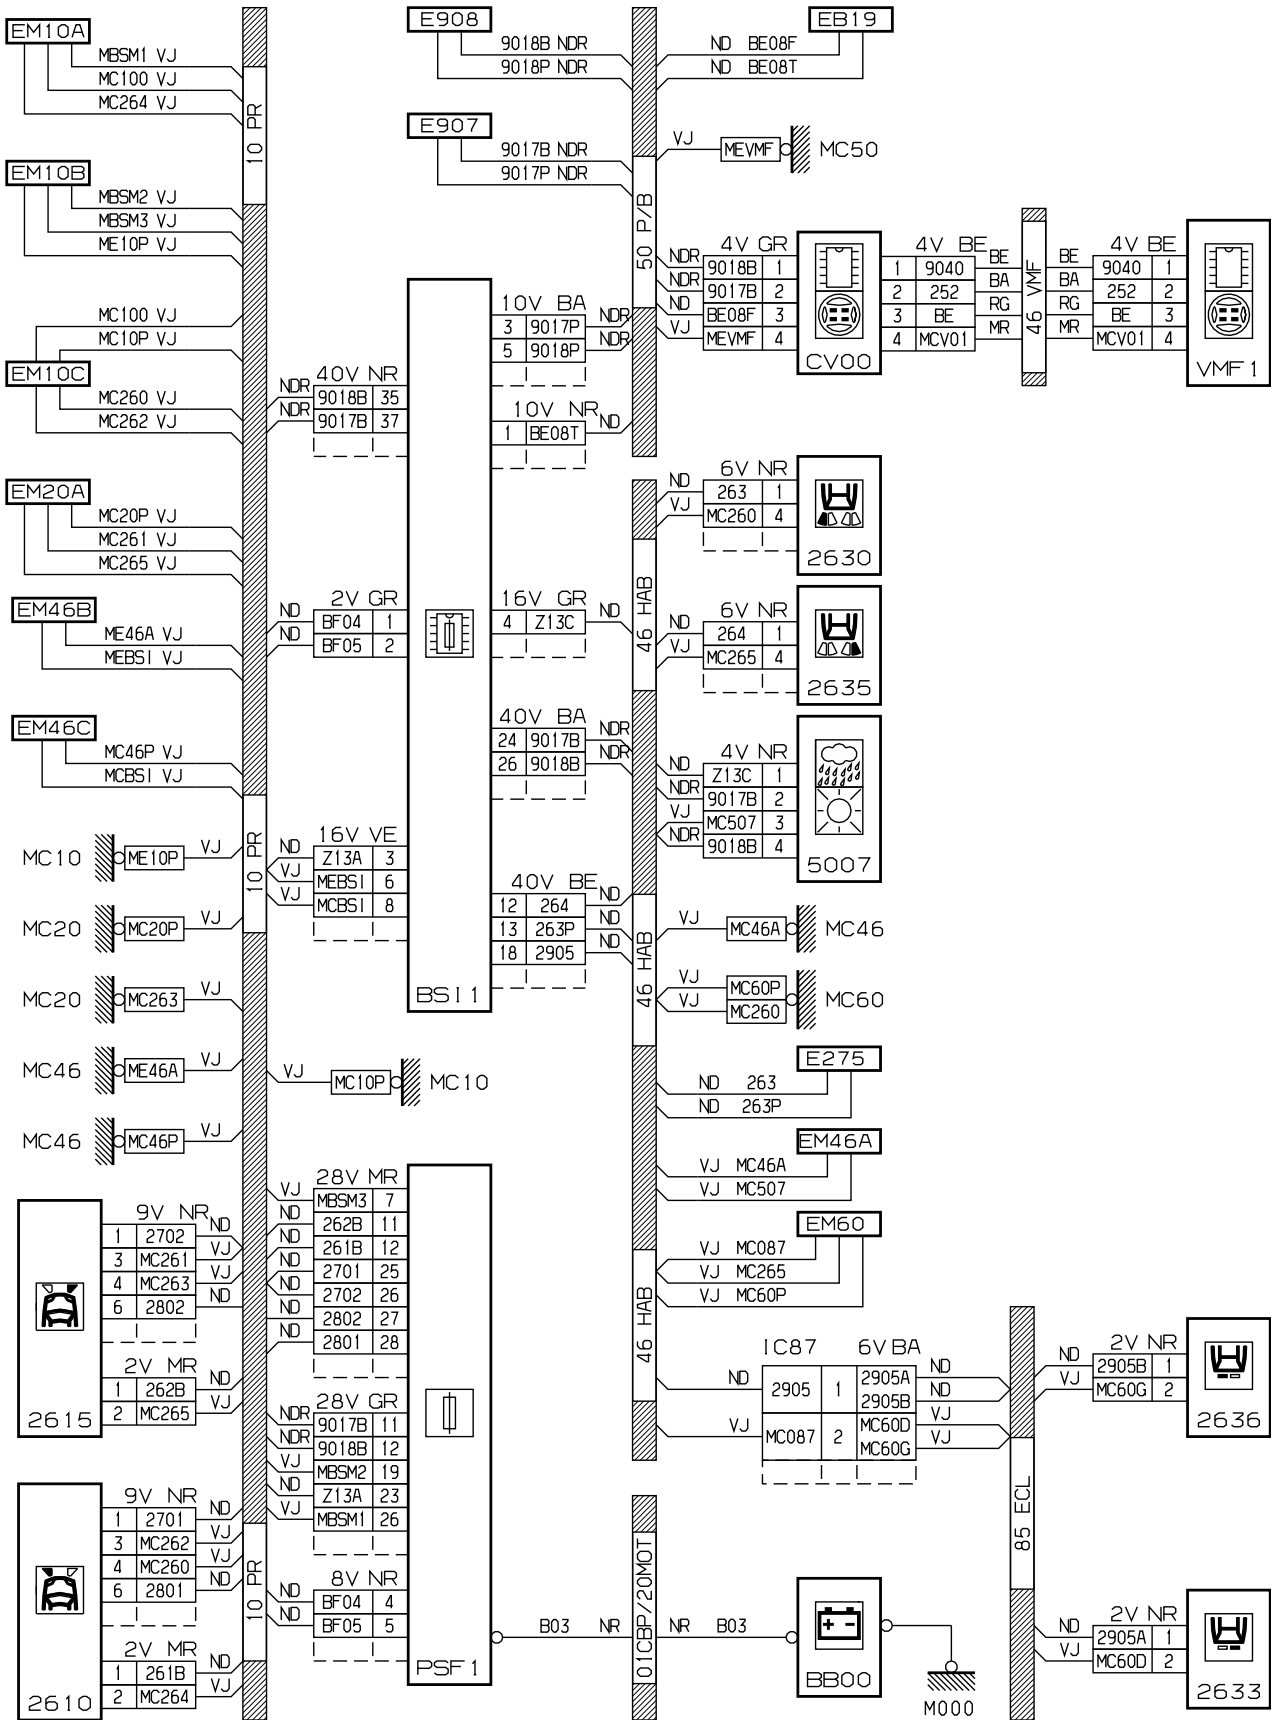 EM10A
MBSM1 VJ
MC100 VJ
MC264 VJ
10 PR
EM10B
MBSM2 VJ
MBSM3 VJ
ME10P VJ
MC100 VJ
MC10P VJ
EM10C
MC260 VJ
MC262 VJ
EM20A
MC20P VJ
MC261 VJ
MC265 VJ
EM46B
ME46A VJ
MEBSI VJ
EM46C
MC46P VJ
MCBSI VJ
10 PR
MC10 ME10P VJ
MC20 MC20P VJ
MC20 MC263 VJ
MC46 ME46A VJ
MC46 MC46P VJ
9V NR
1 2702 ND
3 MC261 VJ
4 MC263 VJ
6 2802 ND
2V MR
1 262B ND
2 MC265 VJ
2615
9V NR
1 2701 ND
3 MC262 VJ
4 MC260 VJ
6 2801 ND
2V MR
1 261B ND
2 MC264 VJ
2610
10 PR
E908
9018B NDR
9018P NDR
E907
9017B NDR
9017P NDR
40V NR
NDR 9018B 35
NDR 9017B 37
2V GR
ND BF04 1
ND BF05 2
16V VE
ND Z13A 3
VJ MEBSI 6
VJ MCBSI 8
10V BA
3 9017P NDR
5 9018P NDR
10V NR
1 BE08T ND
16V GR
4 Z13C ND
40V BA
24 9017B NDR
26 9018B NDR
40V BE
12 264 ND
13 263P ND
18 2905 ND
BSI1
VJ MC10P MC10
28V MR
VJ MBSM3 7
ND 262B 11
ND 261B 12
ND 2701 25
ND 2702 26
ND 2802 27
ND 2801 28
28V GR
NDR 9017B 11
NDR 9018B 12
VJ MBSM2 19
ND Z13A 23
VJ MBSM1 26
8V NR
ND BF04 4
ND BF05 5
PSF1
B03 NR
EB19
ND BE08F
ND BE08T
VJ MEVMF MC50
50 P/B
4V GR
NDR 9018B 1
NDR 9017B 2
ND BE08F 3
VJ MEVMF 4
CV00
4V BE
1 9040 BE
2 252 BA
3 BE RG
4 MCV01 MR
46 VMF
4V BE
BE 9040 1
BA 252 2
RG BE 3
MR MCV01 4
VMF1
46 HAB
6V NR
ND 263 1
VJ MC260 4
2630
6V NR
ND 264 1
VJ MC265 4
2635
4V NR
ND Z13C 1
NDR 9017B 2
VJ MC507 3
NDR 9018B 4
5007
46 HAB
VJ MC46A MC46
VJ MC60P
VJ MC260
MC60
E275
ND 263
ND 263P
EM46A
VJ MC46A
VJ MC507
EM60
VJ MC087
VJ MC265
VJ MC60P
46 HAB
IC87 6V BA
ND 2905 1 2905A ND
2905B ND
VJ MC087 2 MC60D VJ
MC60G VJ
85 ECL
2V NR
ND 2905B 1
VJ MC60G 2
2636
2V NR
ND 2905A 1
VJ MC60D 2
2633
01CBP/20MOT
NR B03
BB00
M000